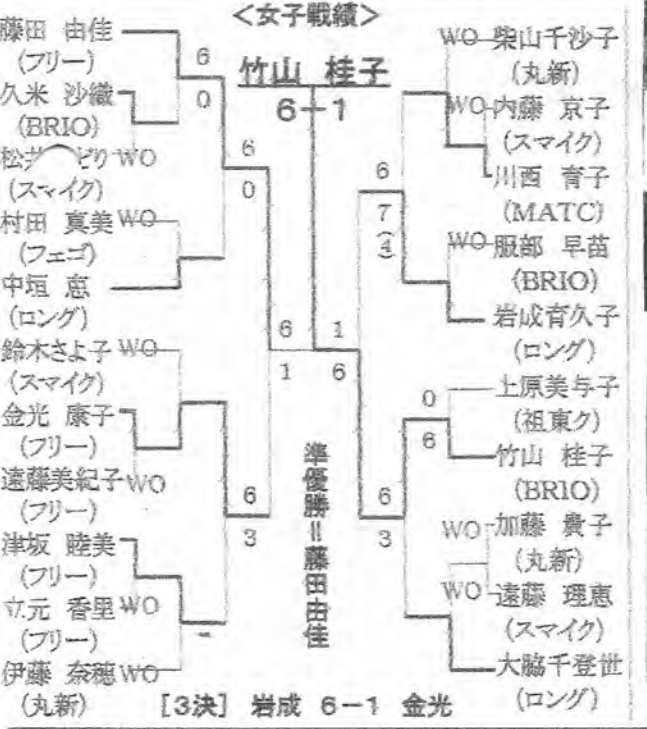 <女子戦績>
竹山 桂子
6-1
藤田 由佳
(フリー)
久米 沙織
(BRIO)
WO
(スマイク)
村田 真美 WO
(フェゴ)
中垣 恵
(ロング)
鈴木さよ子 WO
(スマイク)
金光 康子
(フリー)
遠藤美紀子 WO
(フリー)
津坂 睦美
(フリー)
立元 香里 WO
(フリー)
伊藤 奈穂 WO
(丸新)
6
0
6
0
6
3
6
1
1
6
6
7
(4)
0
6
6
3
準優勝=藤田由佳
WO 柴山千沙子
(丸新)
WO 内藤 京子
(スマイク)
川西 育子
(MATC)
WO 服部 早苗
(BRIO)
岩成育久子
(ロング)
土原美与子
(祖東ク)
竹山 桂子
(BRIO)
WO 加藤 貴子
(丸新)
WO 遠藤 理恵
(スマイク)
大脇千登世
(ロング)
[3決] 岩成 6-1 金光